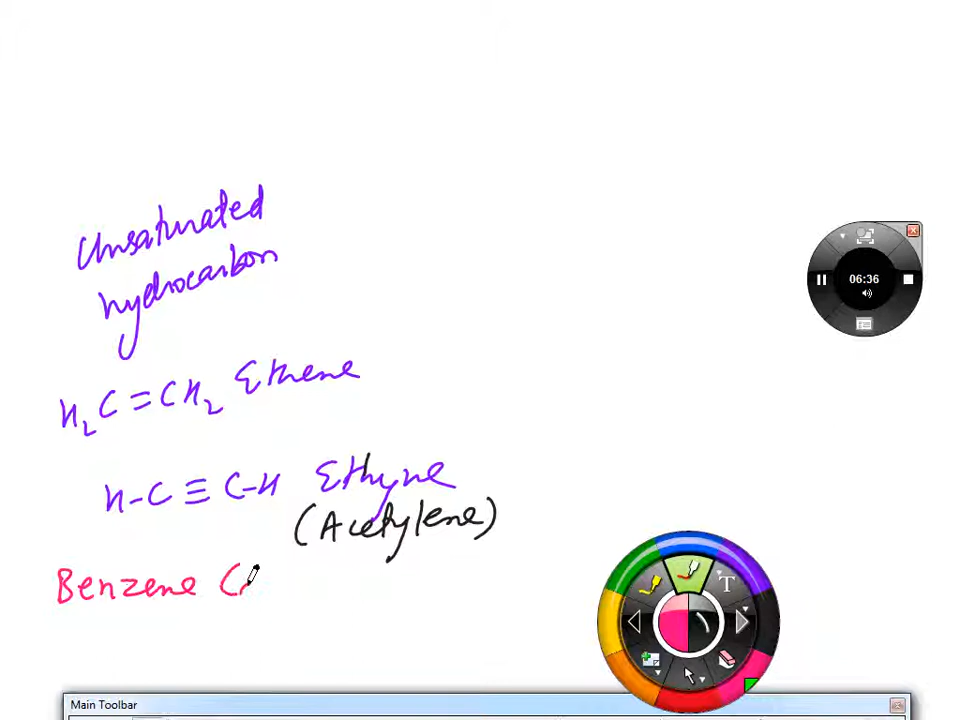 Unsaturated
hydrocarbon
06:36
H₂C=CH₂ Ethene
H-C≡C-H Ethyne
(Acetylene)
T
Benzene C
Main Toolbar